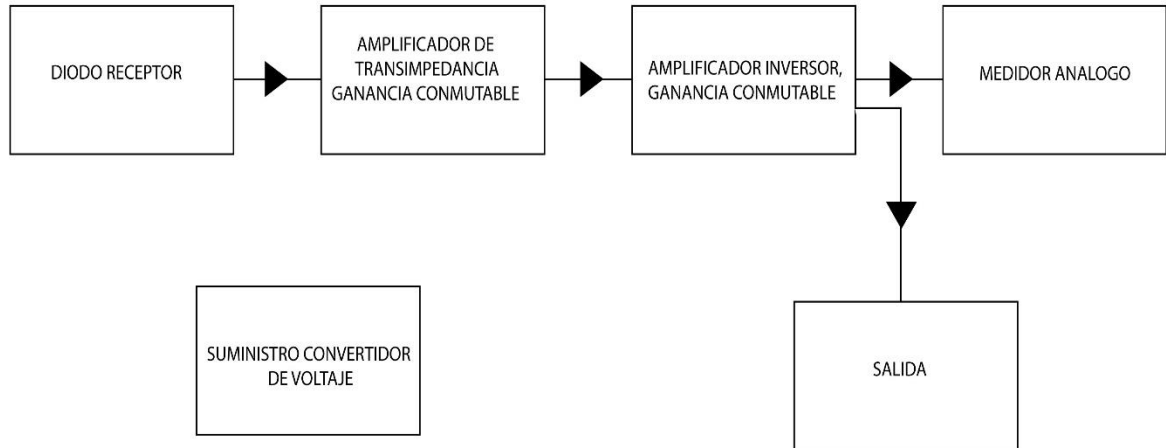 DIODO RECEPTOR
AMPLIFICADOR DE
TRANSIMPEDANCIA
GANANCIA CONMUTABLE
AMPLIFICADOR INVERSOR,
GANANCIA CONMUTABLE
MEDIDOR ANALOGO
SUMINISTRO CONVERTIDOR
DE VOLTAJE
SALIDA